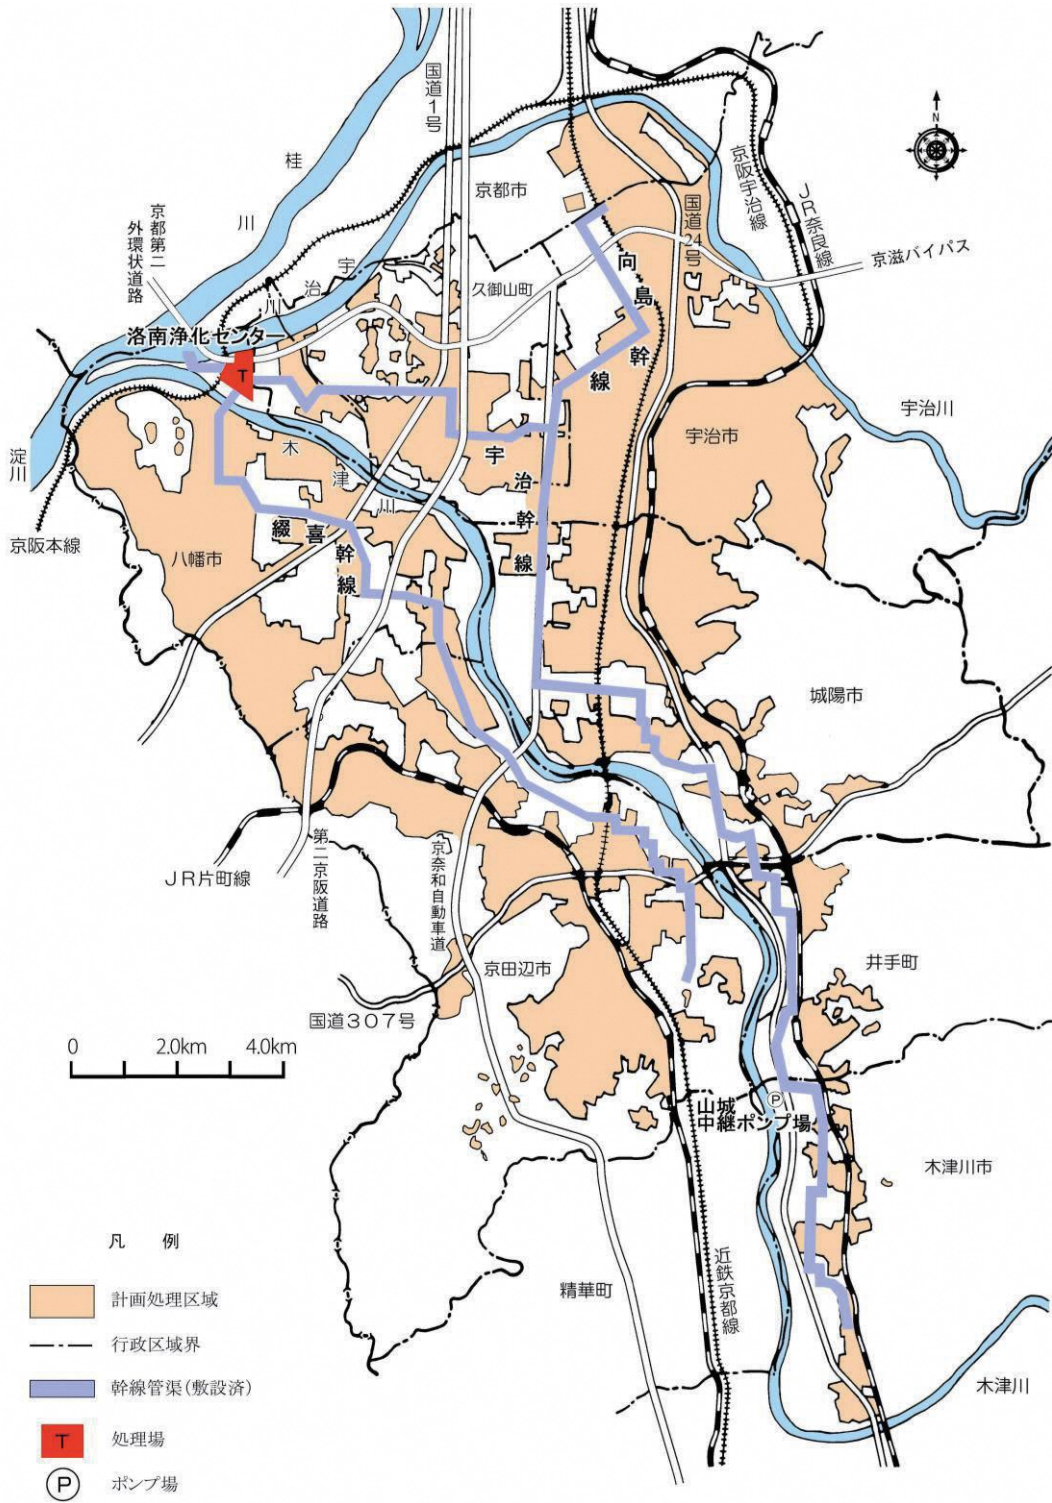 国道1号
桂川
京都市
京都第二
外環状道路
宇治川
久御山町
国道24号
京阪宇治線
JR奈良線
N
京滋バイパス
向島幹線
洛南浄化センター
T
宇治川
宇治市
淀川
木津川
宇治幹線
京阪本線
八幡市
綴喜幹線
城陽市
JR片町線
第二京阪道路
京奈和自動車道
京田辺市
井手町
国道307号
0 2.0km 4.0km
P
山城
中継ポンプ場
木津川市
精華町
近鉄京都線
木津川
凡 例
計画処理区域
行政区域界
幹線管渠(敷設済)
T 処理場
P ポンプ場